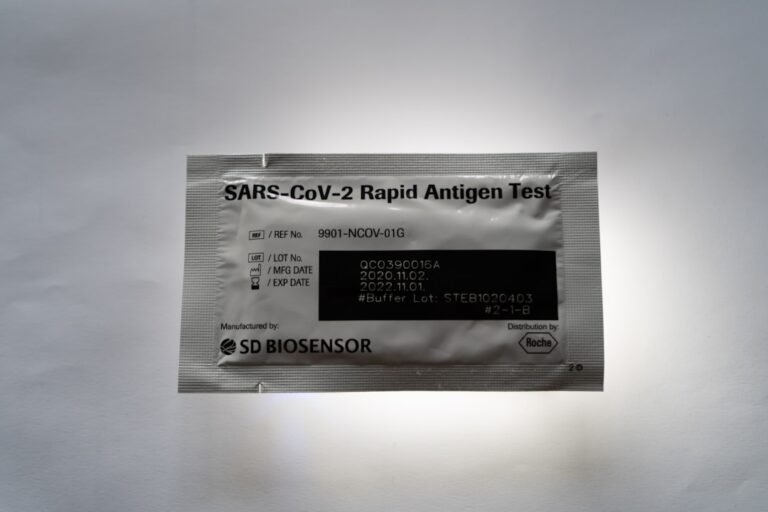 SARS-CoV-2 Rapid Antigen Test
REF / REF No. 9901-NCOV-01G
LOT / LOT No. QC0390016A
/ MFG DATE 2020.11.02.
/ EXP DATE 2022.11.01.
#Buffer Lot: STEB1020403
#2-1-B
Manufactured by: Distribution by:
SD BIOSENSOR Roche
2